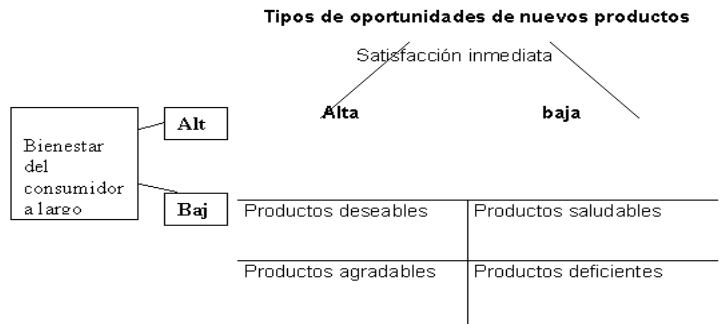 Tipos de oportunidades de nuevos productos
Satisfacción inmediata
Alta baja
Alt
Bienestar
del
consumidor
a largo
Baj
Productos deseables Productos saludables
Productos agradables Productos deficientes